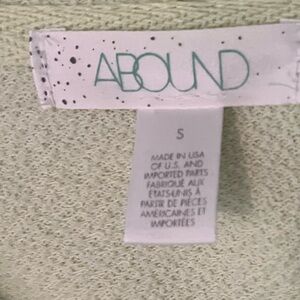 ABOUND
S
MADE IN USA
OF U.S. AND
IMPORTED PARTS
FABRIQUÉ AUX
ÉTATS-UNIS À
PARTIR DE PIÈCES
AMÉRICAINES ET
IMPORTÉES